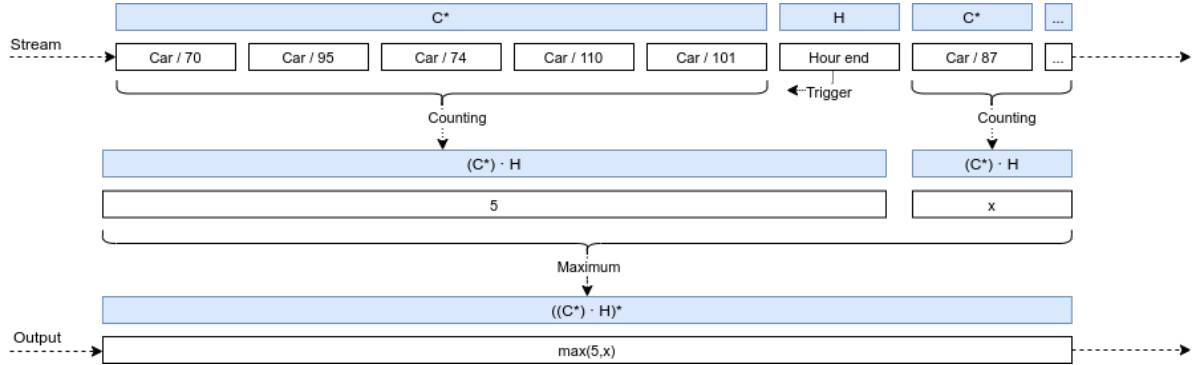 C* H C* ...
Stream Car / 70 Car / 95 Car / 74 Car / 110 Car / 101 Hour end Car / 87 ...
Trigger
Counting Counting
(C*) · H (C*) · H
5 x
Maximum
((C*) · H)*
Output max(5,x)